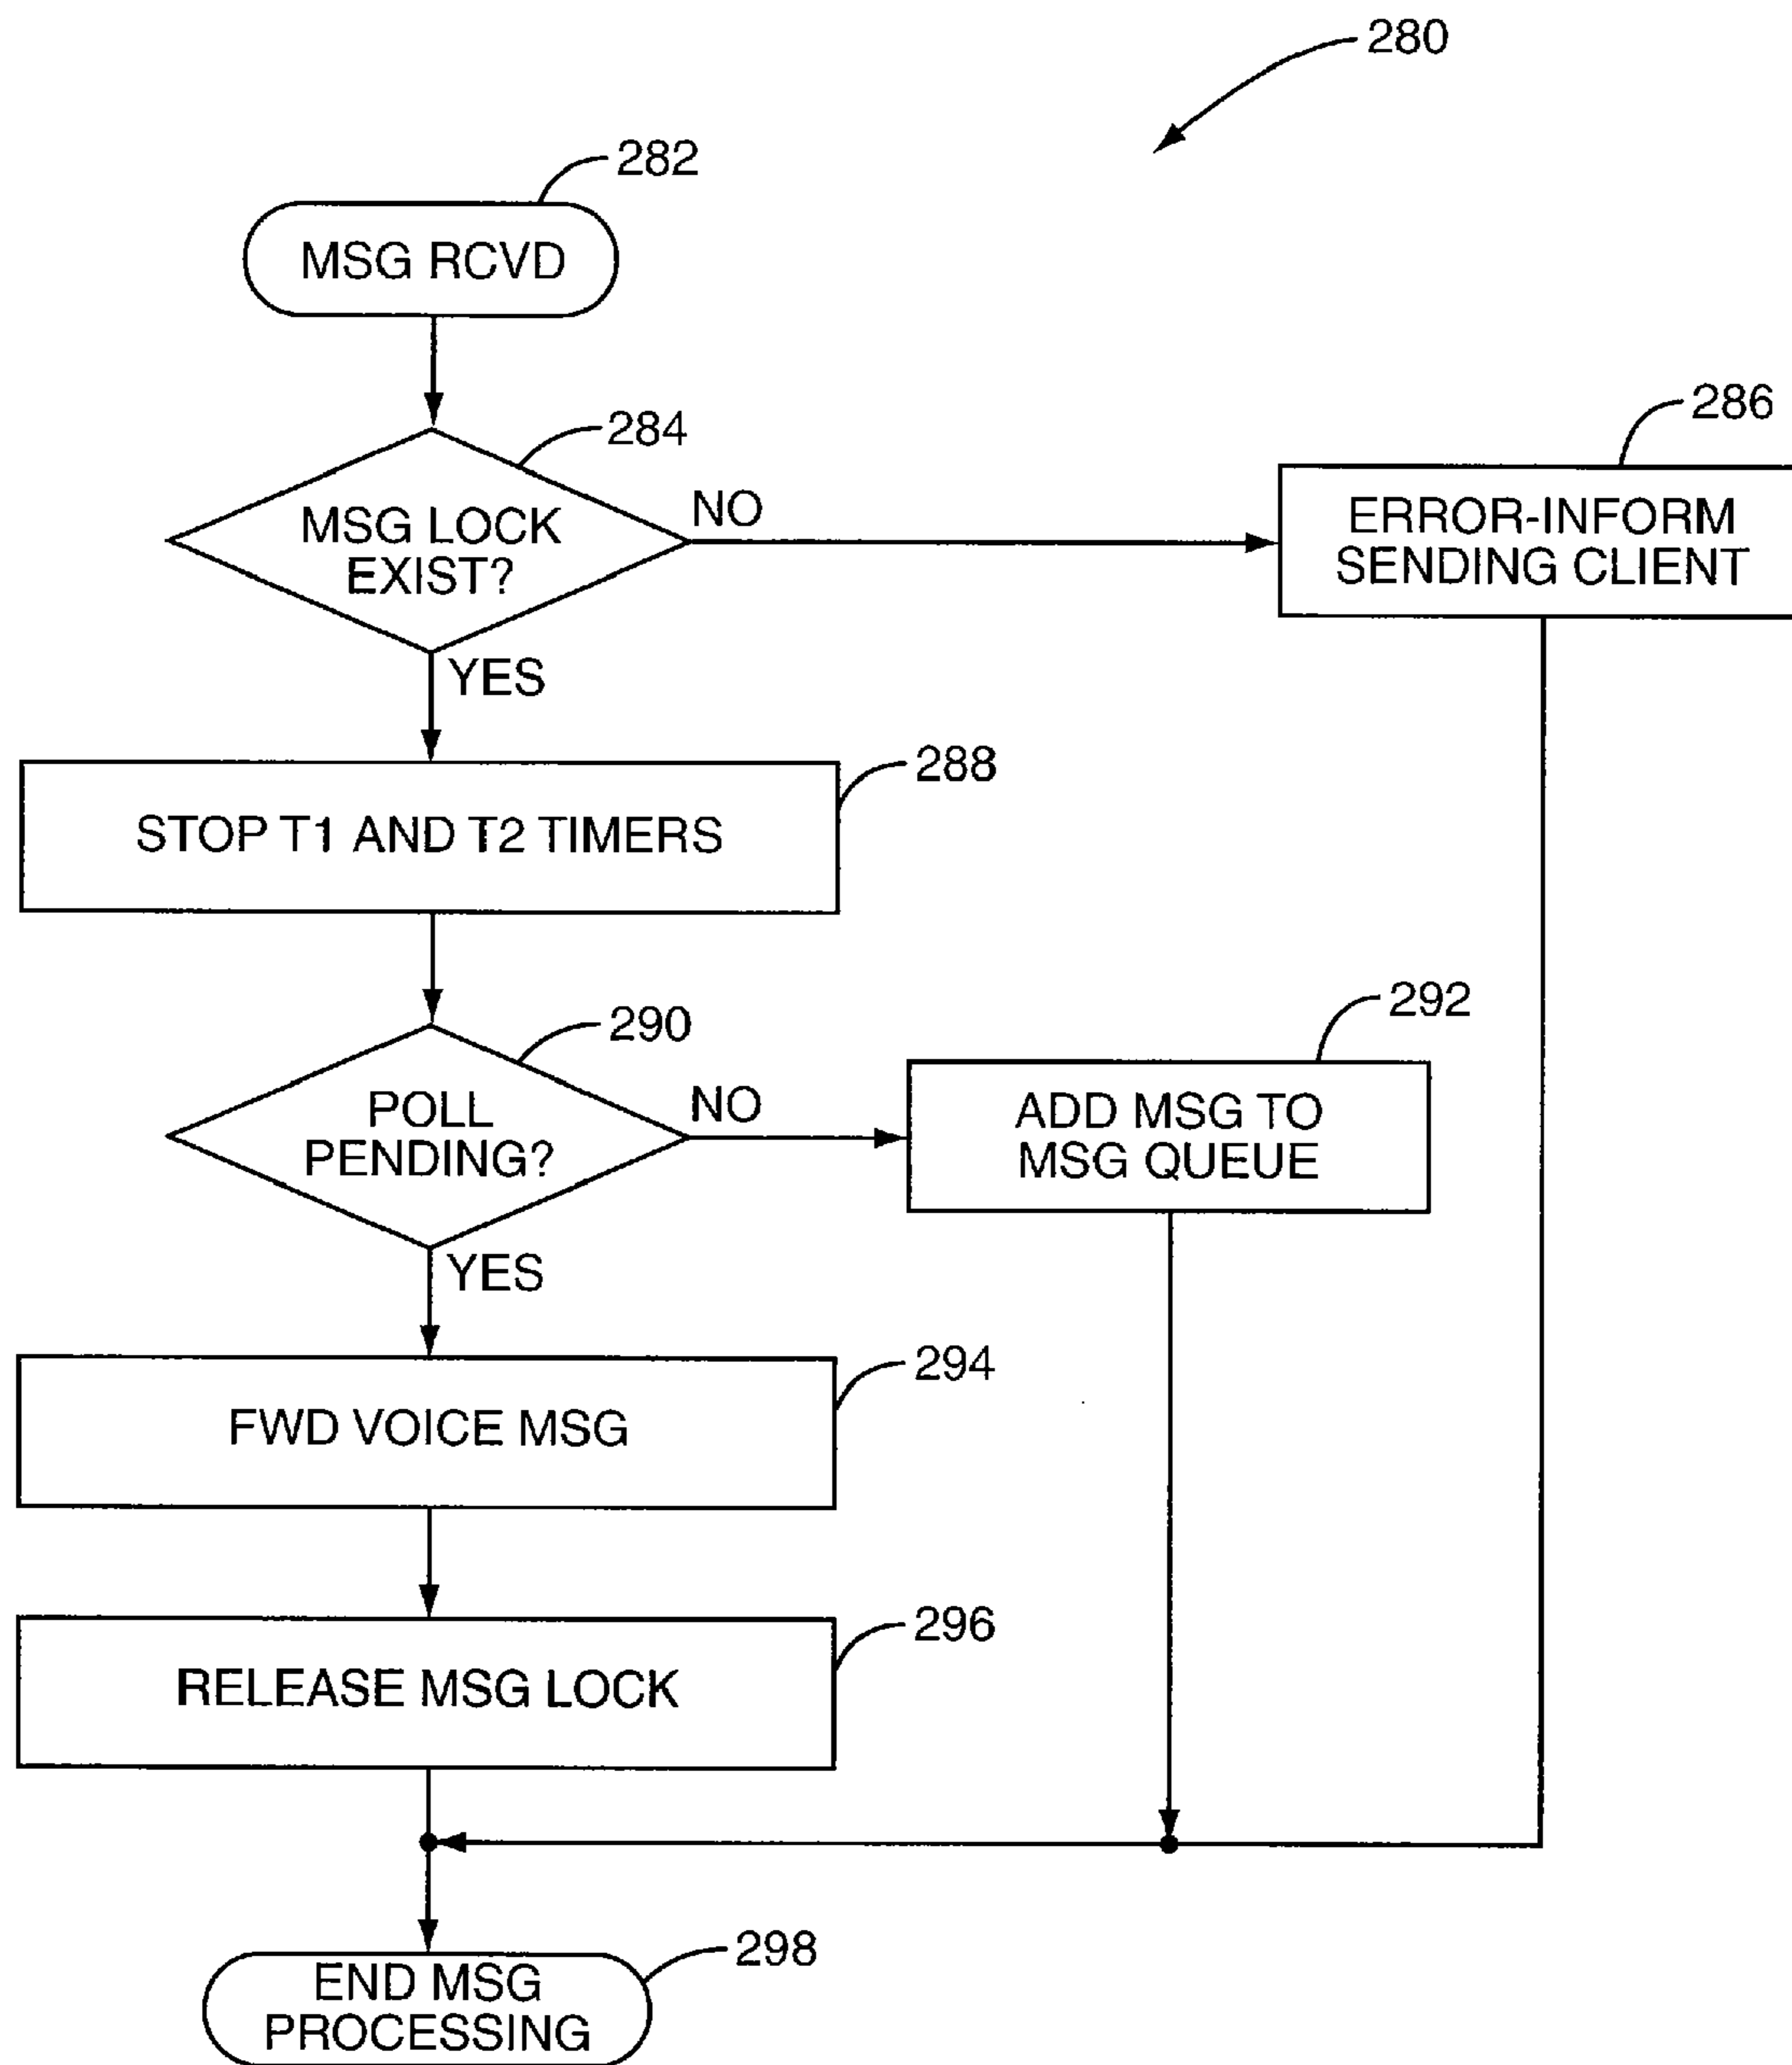 280
282
MSG RCVD
284
MSG LOCK
EXIST?
NO
286
ERROR-INFORM
SENDING CLIENT
YES
288
STOP T1 AND T2 TIMERS
290
POLL
PENDING?
NO
292
ADD MSG TO
MSG QUEUE
YES
294
FWD VOICE MSG
296
RELEASE MSG LOCK
298
END MSG
PROCESSING